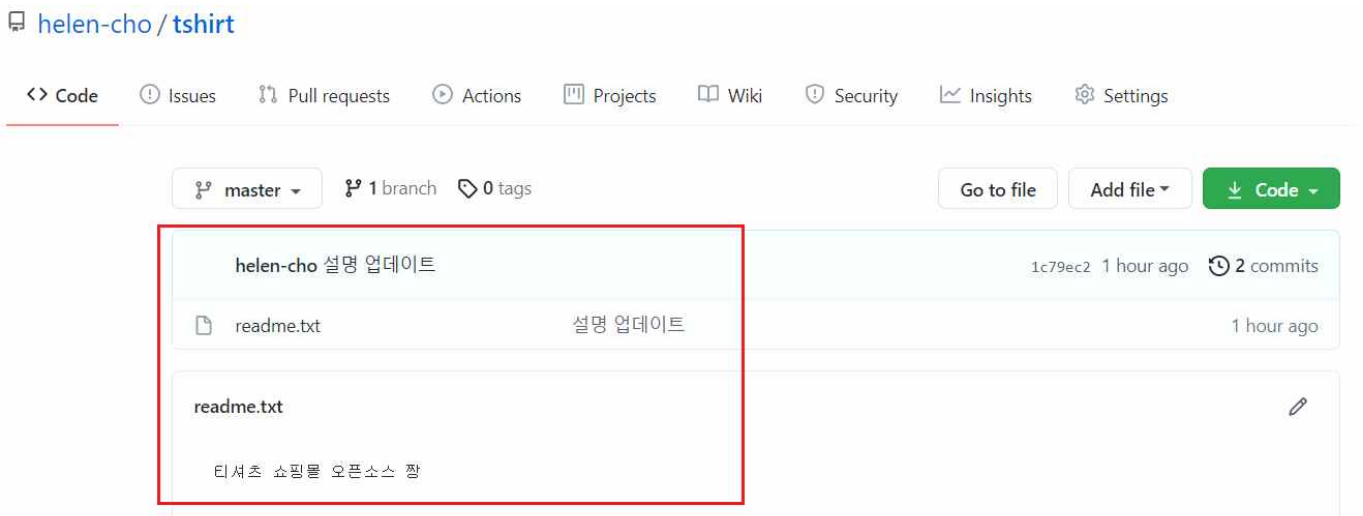 helen-cho / tshirt
Code Issues Pull requests Actions Projects Wiki Security Insights Settings
master 1 branch 0 tags Go to file Add file Code
helen-cho 설명 업데이트 1c79ec2 1 hour ago 2 commits
readme.txt 설명 업데이트 1 hour ago
readme.txt
티셔츠 쇼핑몰 오픈소스 짱